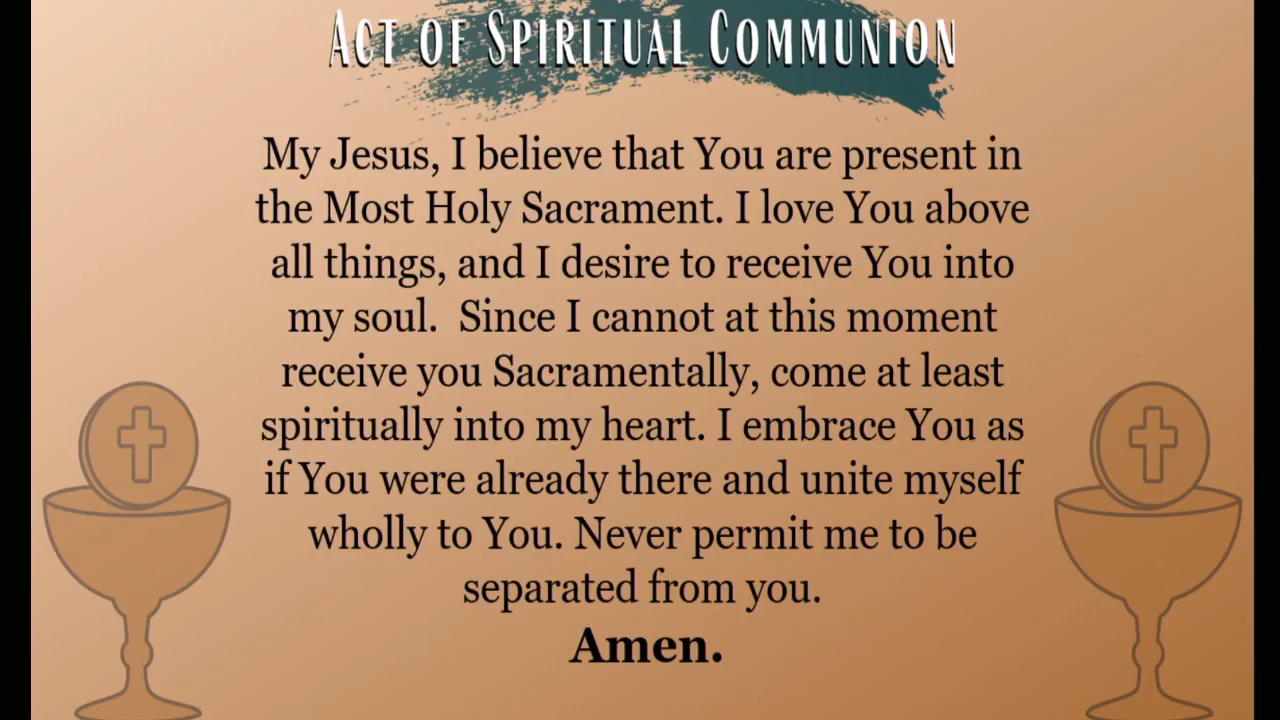 Act of Spiritual Communion
My Jesus, I believe that You are present in
the Most Holy Sacrament. I love You above
all things, and I desire to receive You into
my soul.  Since I cannot at this moment
receive you Sacramentally, come at least
spiritually into my heart. I embrace You as
if You were already there and unite myself
wholly to You. Never permit me to be
separated from you.
Amen.